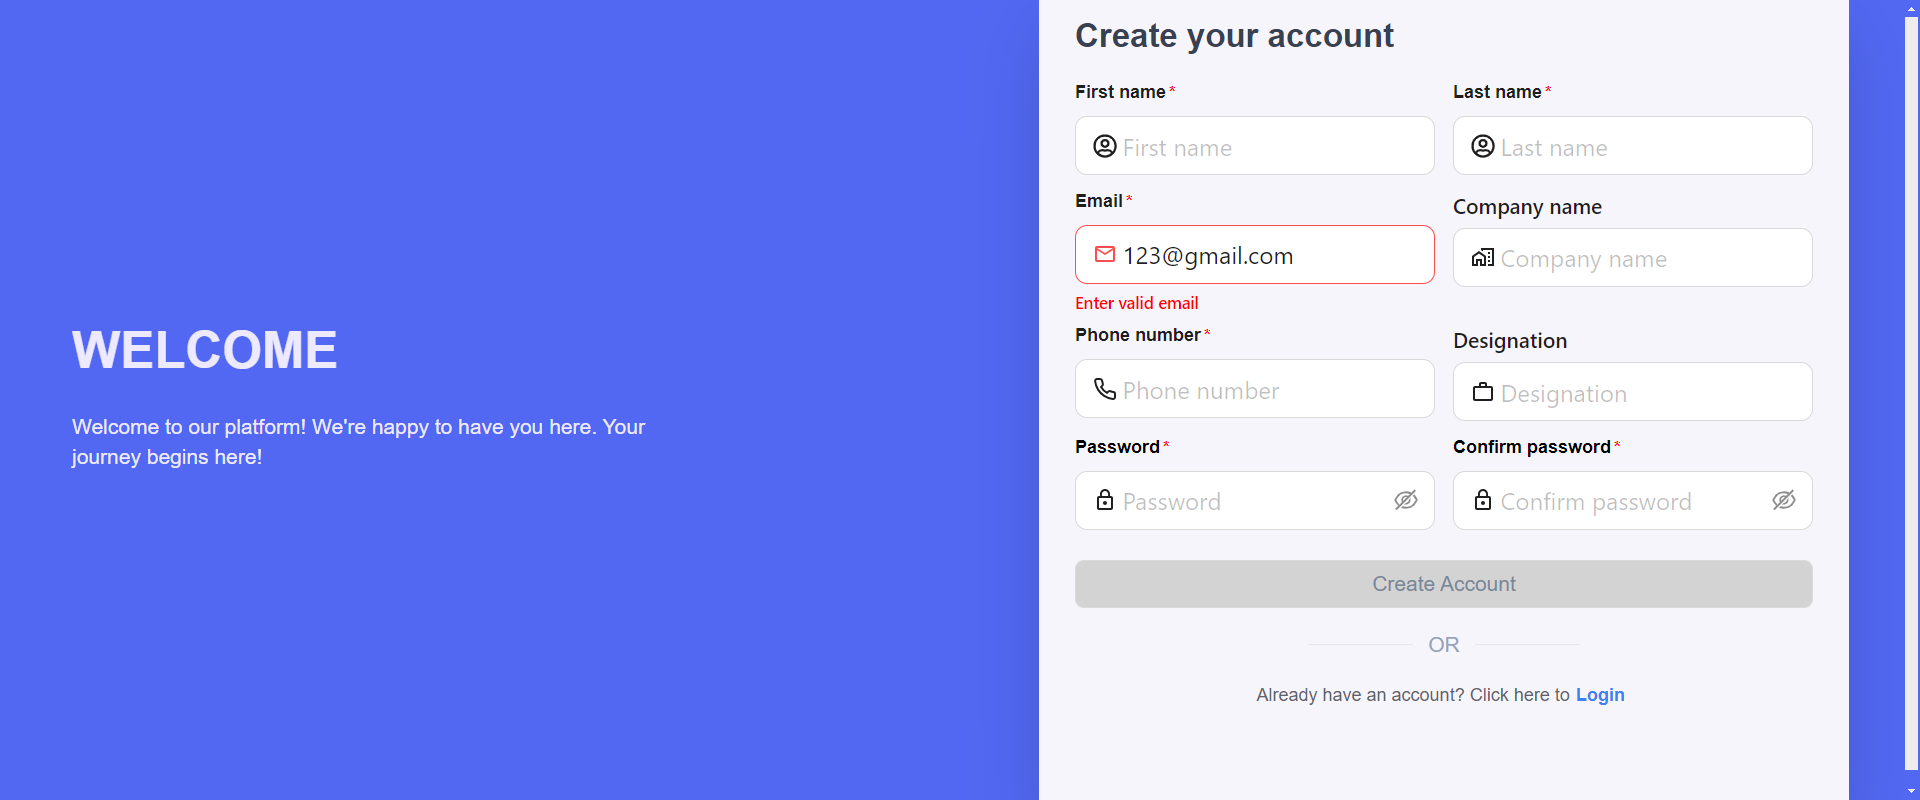 WELCOME
Welcome to our platform! We're happy to have you here. Your
journey begins here!
Create your account
First name*
Last name*
First name
Last name
Email*
Company name
123@gmail.com
Company name
Enter valid email
Phone number*
Designation
Phone number
Designation
Password*
Confirm password*
Password
Confirm password
Create Account
OR
Already have an account? Click here to Login